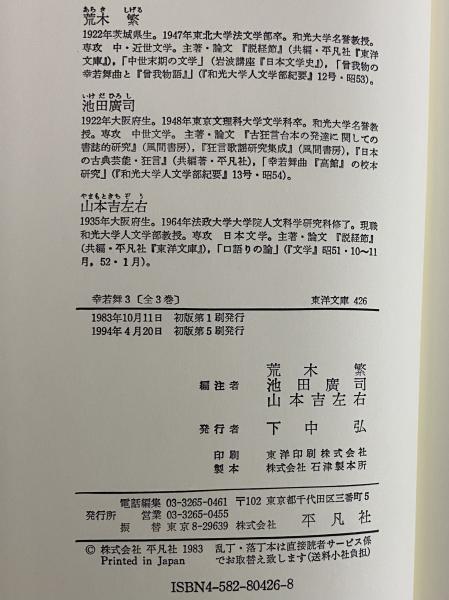 あらき しげる
荒木 繁
1922年茨城県生。1947年東北大学法文学部卒。和光大学名誉教授。
専攻 中・近世文学。主著・論文 『説経節』(共編・平凡社『東洋
文庫』)，「中世末期の文学」(岩波講座『日本文学史』)，「曾我物の
幸若舞曲と『曾我物語』」(『和光大学人文学部紀要』12号・昭53)。
いけだひろし
池田廣司
1922年大阪府生。1948年東京文理科大学文学科卒。和光大学名誉教
授。専攻 中世文学。主著・論文 『古狂言台本の発達に関しての
書誌的研究』(風間書房)，『狂言歌謡研究集成』(風間書房)，『日本
の古典芸能・狂言』(共編著・平凡社)，「幸若舞曲『高館』の校本
研究」(『和光大学人文学部紀要』13号・昭54)。
やまもときちぞう
山本吉左右
1935年大阪府生。1964年法政大学大学院人文科学研究科修了。現職
和光大学人文学部教授。専攻 日本文学。主著・論文 『説経節』
(共編・平凡社『東洋文庫』)，「口語りの論」(『文学』昭51・10〜11
月，52・1月)。
幸若舞3〔全3巻〕 東洋文庫 426
1983年10月11日 初版第1刷発行
1994年4月20日 初版第5刷発行
荒木 繁
編注者 池田廣司
山本吉左右
発行者 下中 弘
印刷 東洋印刷株式会社
製本 株式会社 石津製本所
電話編集 03-3265-0461 〒102 東京都千代田区三番町5
発行所 営業 03-3265-0455 平凡社
振替 東京8-29639 株式会社
© 株式会社 平凡社 1983 乱丁・落丁本は直接読者サービス係
Printed in Japan でお取替え致します(送料小社負担)
ISBN4-582-80426-8